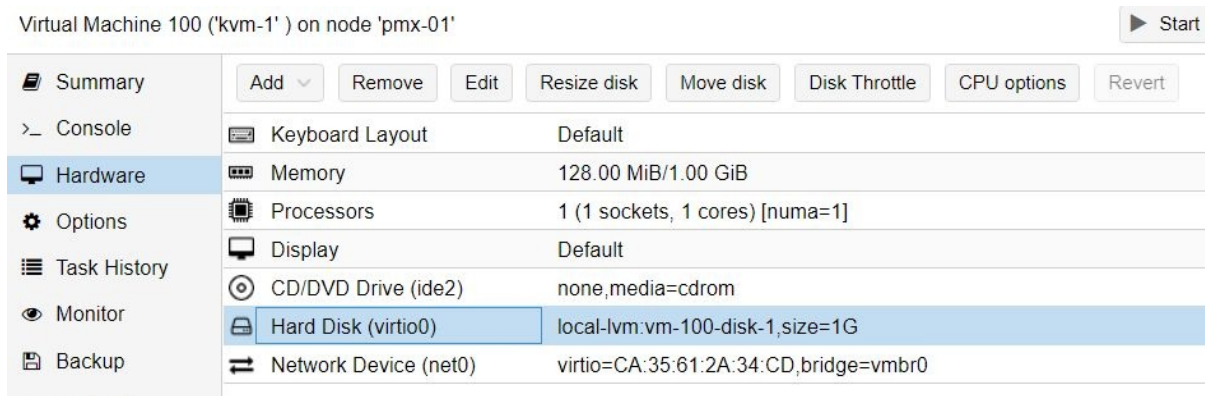 Virtual Machine 100 ('kvm-1' ) on node 'pmx-01'
Start
Summary
Add
Remove
Edit
Resize disk
Move disk
Disk Throttle
CPU options
Revert
Console
Keyboard Layout Default
Hardware
Memory 128.00 MiB/1.00 GiB
Options
Processors 1 (1 sockets, 1 cores) [numa=1]
Display Default
Task History
CD/DVD Drive (ide2) none,media=cdrom
Monitor
Hard Disk (virtio0) local-lvm:vm-100-disk-1,size=1G
Backup
Network Device (net0) virtio=CA:35:61:2A:34:CD,bridge=vmbr0